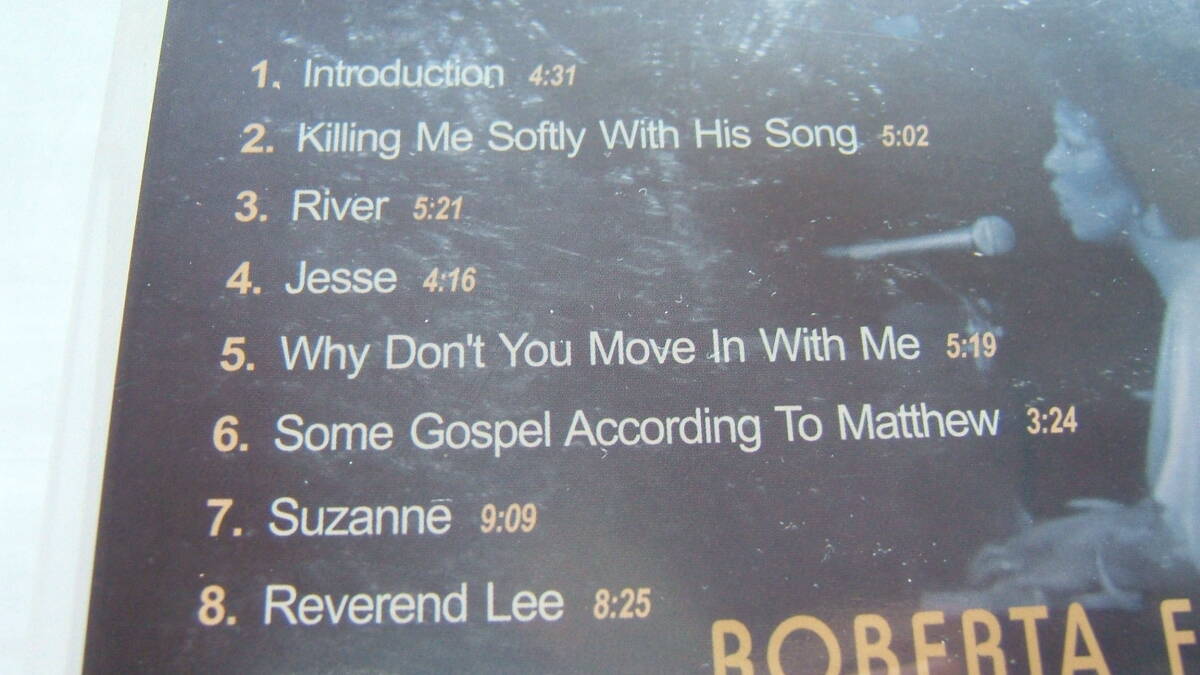 1. Introduction 4:31
2. Killing Me Softly With His Song 5:02
3. River 5:21
4. Jesse 4:16
5. Why Don't You Move In With Me 5:19
6. Some Gospel According To Matthew 3:24
7. Suzanne 9:09
8. Reverend Lee 8:25
ROBERTA F